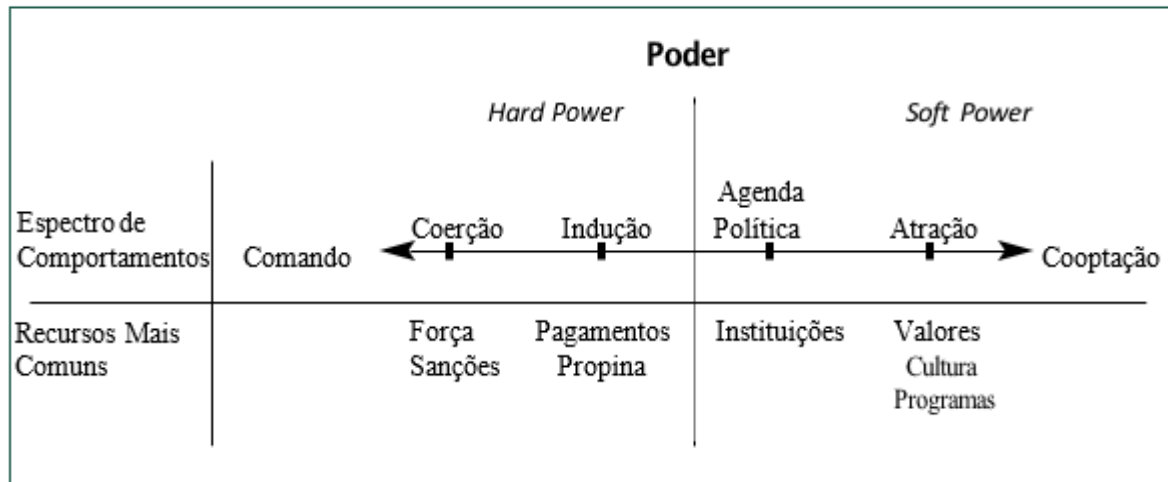 Poder
Hard Power
Soft Power
Espectro de
Comportamentos
Comando
Coerção
Indução
Agenda
Política
Atração
Cooptação
Recursos Mais
Comuns
Força
Sanções
Pagamentos
Propina
Instituições
Valores
Cultura
Programas